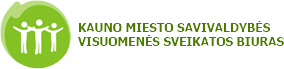 KAUNO MIESTO SAVIVALDYBĖS
VISUOMENĖS SVEIKATOS BIURAS